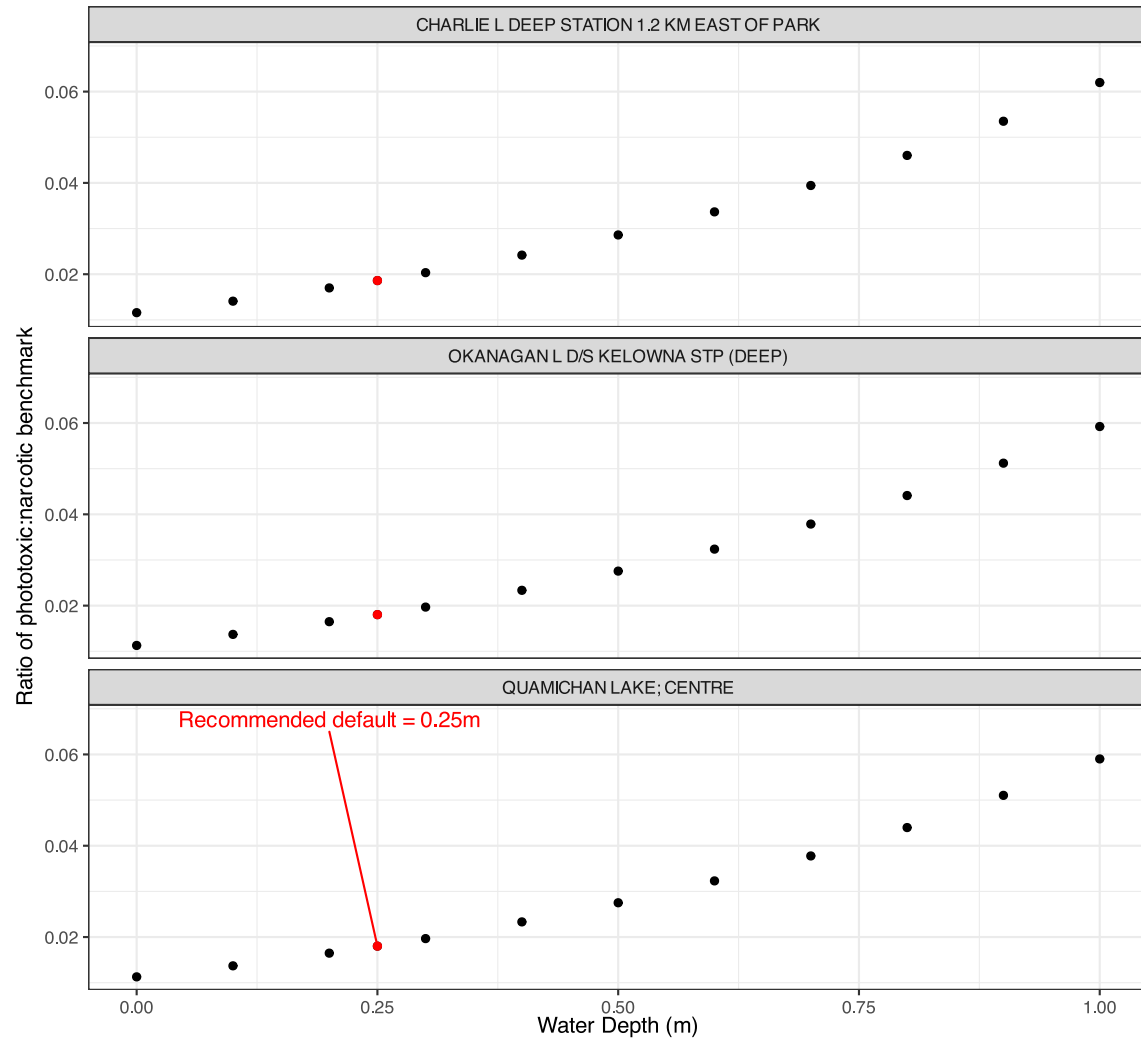 CHARLIE L DEEP STATION 1.2 KM EAST OF PARK
0.06
0.04
0.02
OKANAGAN L D/S KELOWNA STP (DEEP)
0.06
0.04
0.02
QUAMICHAN LAKE; CENTRE
Recommended default = 0.25m
0.06
0.04
0.02
0.00
0.25
0.50
0.75
1.00
Water Depth (m)
Ratio of phototoxic:narcotic benchmark